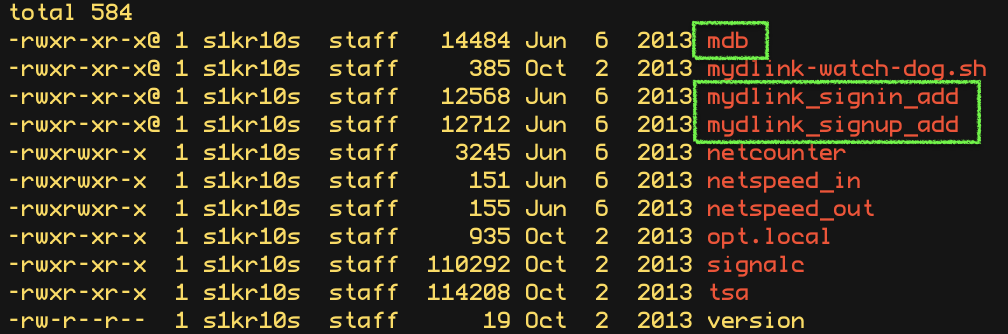 total 584
-rwxr-xr-x@ 1 s1kr10s staff 14484 Jun 6 2013 mdb
-rwxr-xr-x 1 s1kr10s staff 385 Oct 2 2013 mydlink-watch-dog.sh
-rwxr-xr-x@ 1 s1kr10s staff 12568 Jun 6 2013 mydlink_signin_add
-rwxr-xr-x@ 1 s1kr10s staff 12712 Jun 6 2013 mydlink_signup_add
-rwxrwxr-x 1 s1kr10s staff 3245 Jun 6 2013 netcounter
-rwxrwxr-x 1 s1kr10s staff 151 Jun 6 2013 netspeed_in
-rwxrwxr-x 1 s1kr10s staff 155 Jun 6 2013 netspeed_out
-rwxr-xr-x 1 s1kr10s staff 935 Oct 2 2013 opt.local
-rwxr-xr-x 1 s1kr10s staff 110292 Oct 2 2013 signalc
-rwxr-xr-x 1 s1kr10s staff 114208 Oct 2 2013 tsa
-rw-r--r-- 1 s1kr10s staff 19 Oct 2 2013 version